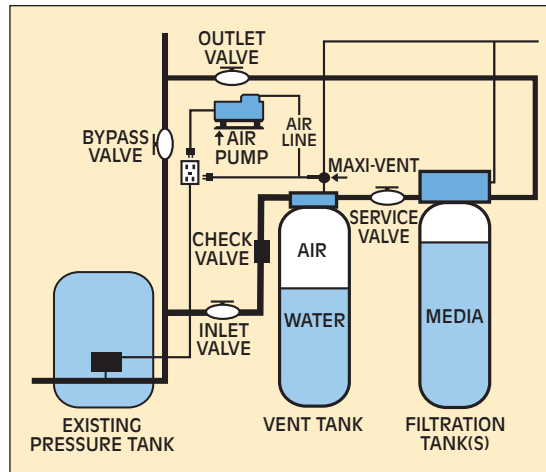 OUTLET
VALVE
BYPASS
VALVE
AIR
PUMP
AIR
LINE
MAXI-VENT
SERVICE
VALVE
CHECK
VALVE
AIR
WATER
MEDIA
INLET
VALVE
EXISTING
PRESSURE TANK
VENT TANK
FILTRATION
TANK(S)